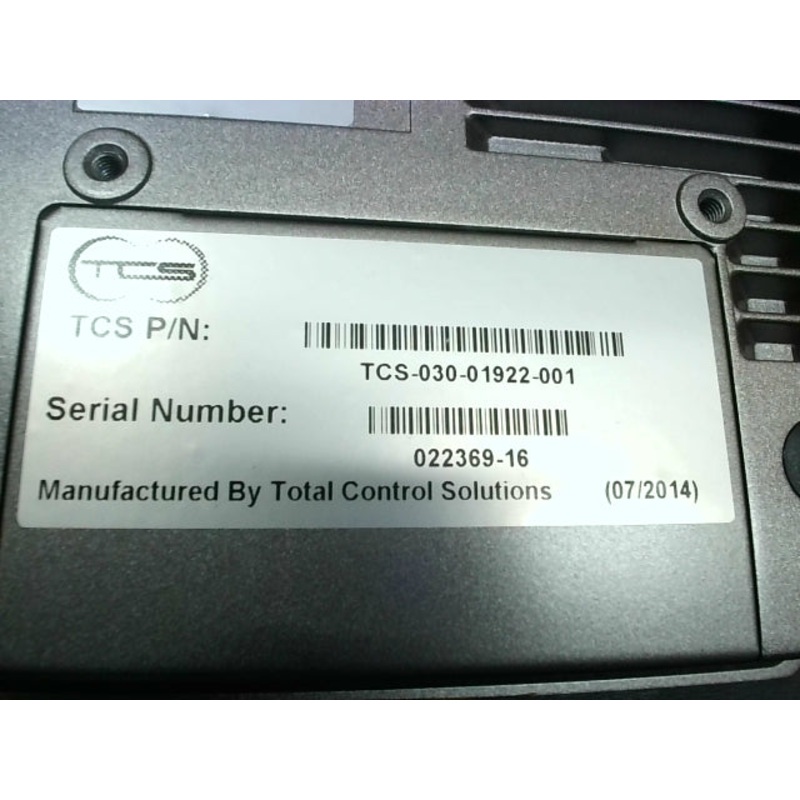 TCS
TCS P/N:
TCS-030-01922-001
Serial Number:
022369-16
Manufactured By Total Control Solutions (07/2014)